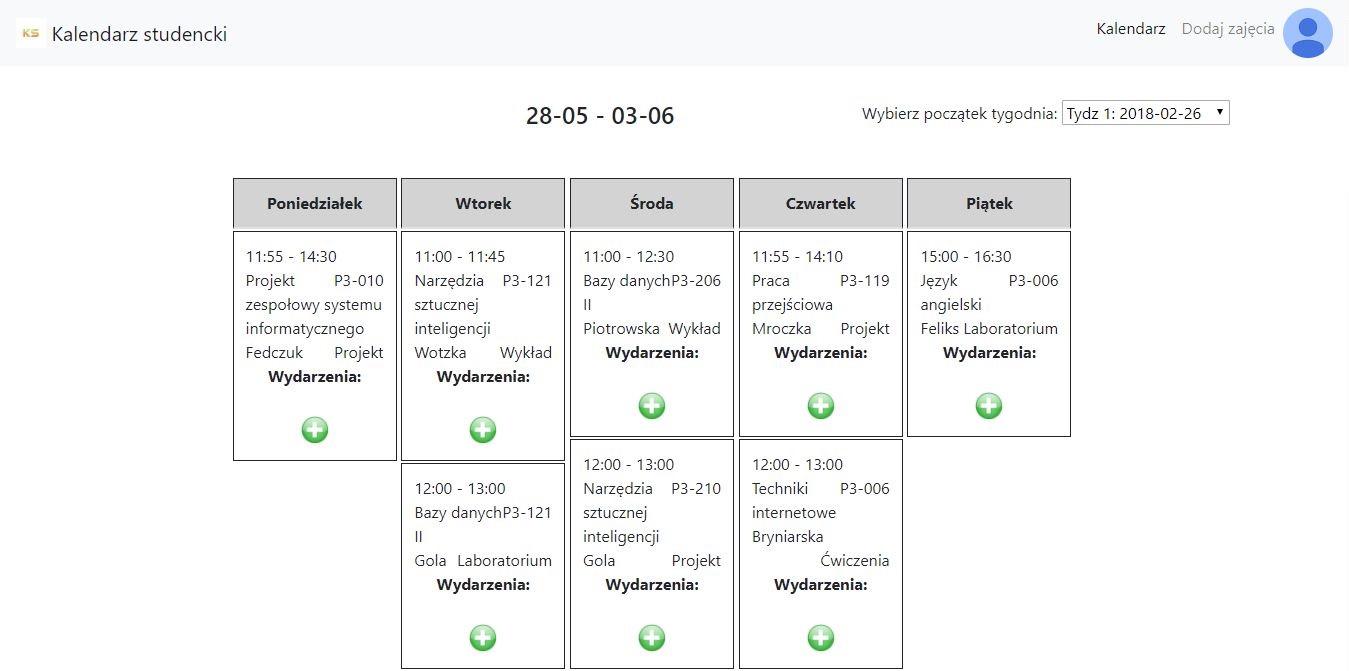 KS Kalendarz studencki
Kalendarz Dodaj zajęcia
28-05 - 03-06
Wybierz początek tygodnia: Tydz 1: 2018-02-26
Poniedziałek
11:55 - 14:30
Projekt P3-010
zespołowy systemu
informatycznego
Fedczuk Projekt
Wydarzenia:
Wtorek
11:00 - 11:45
Narzędzia P3-121
sztucznej
inteligencji
Wotzka Wykład
Wydarzenia:
12:00 - 13:00
Bazy danychP3-121
II
Gola Laboratorium
Wydarzenia:
Środa
11:00 - 12:30
Bazy danychP3-206
II
Piotrowska Wykład
Wydarzenia:
12:00 - 13:00
Narzędzia P3-210
sztucznej
inteligencji
Gola Projekt
Wydarzenia:
Czwartek
11:55 - 14:10
Praca P3-119
przejściowa
Mroczka Projekt
Wydarzenia:
12:00 - 13:00
Techniki P3-006
internetowe
Bryniarska
Ćwiczenia
Wydarzenia:
Piątek
15:00 - 16:30
Język P3-006
angielski
Feliks Laboratorium
Wydarzenia: